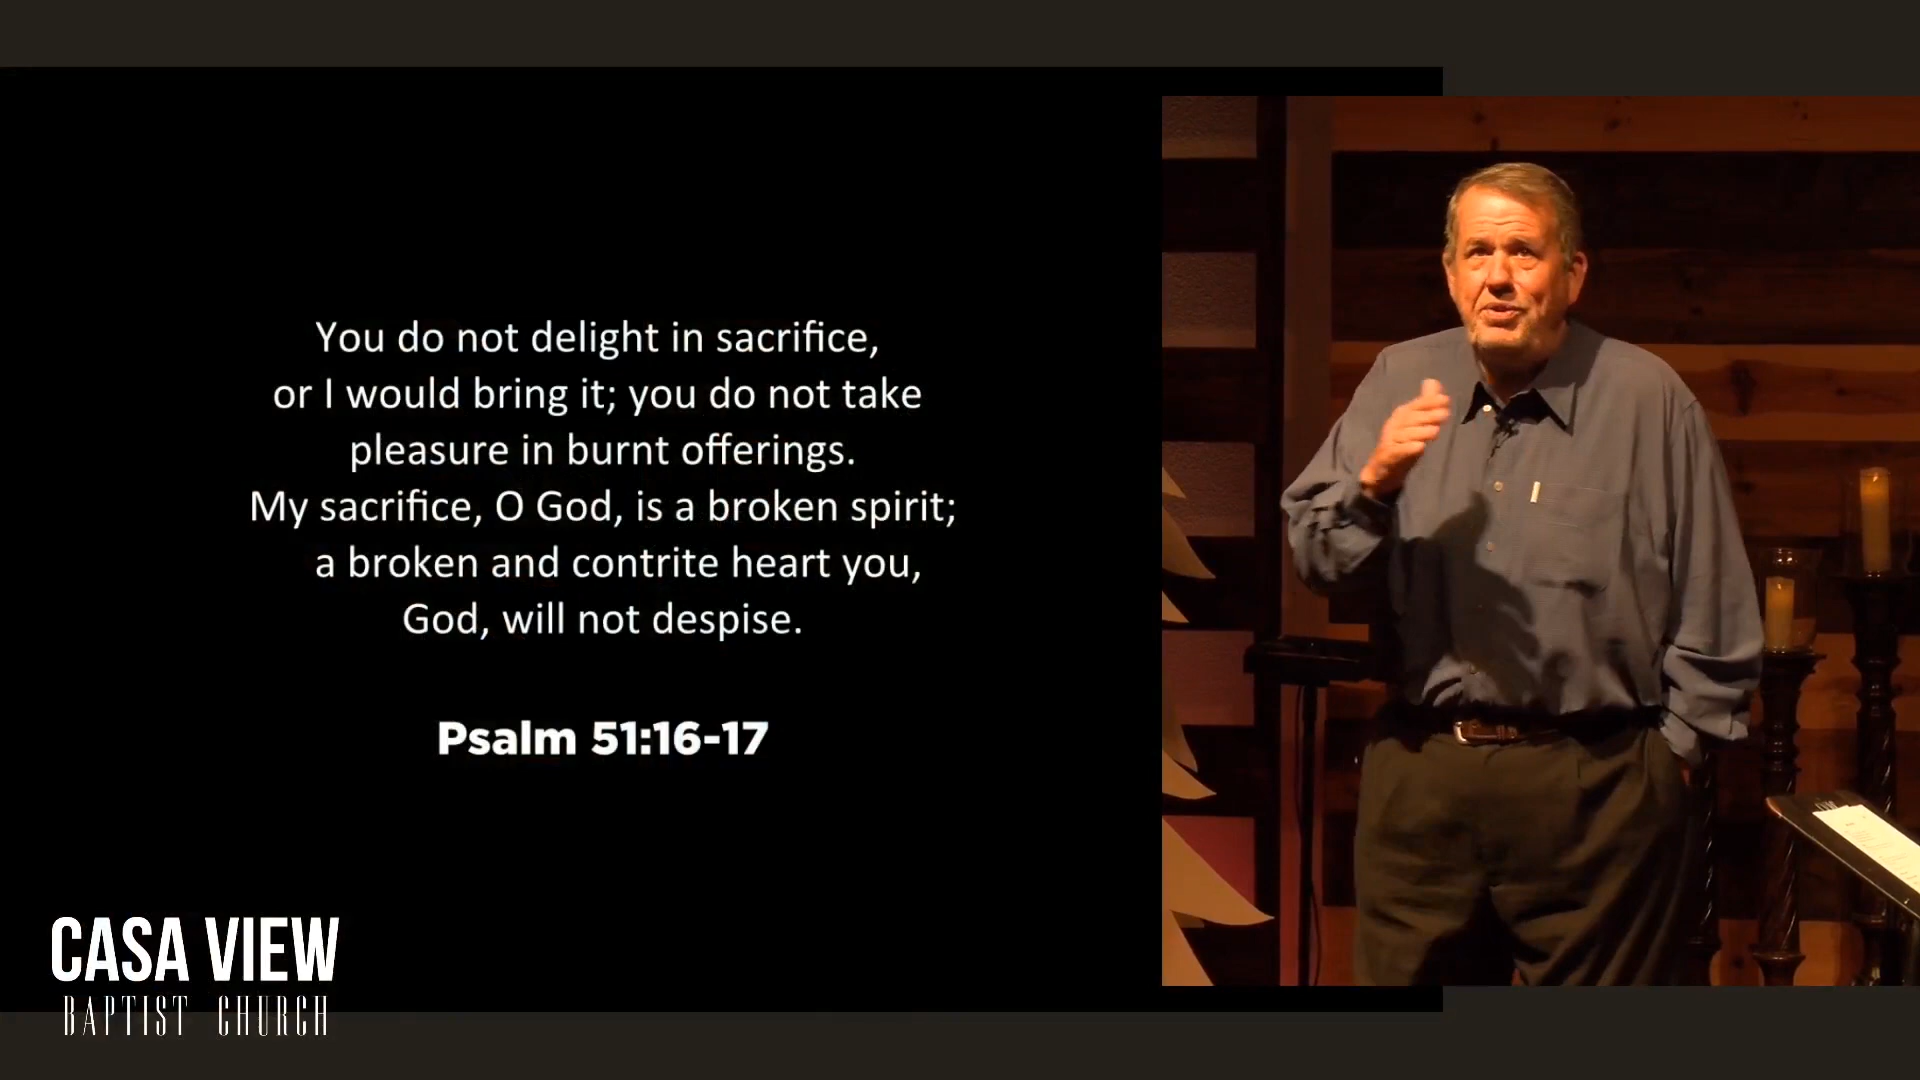 You do not delight in sacrifice,
or I would bring it; you do not take
pleasure in burnt offerings.
My sacrifice, O God, is a broken spirit;
a broken and contrite heart you,
God, will not despise.
Psalm 51:16-17
CASA VIEW
BAPTIST CHURCH